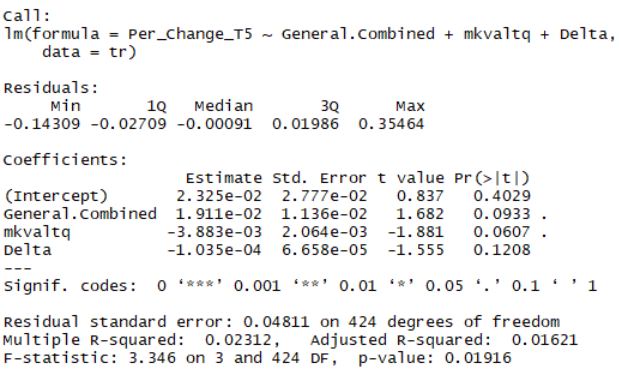 Call:
lm(formula = Per_Change_T5 ~ General.Combined + mkvaltq + Delta,
    data = tr)
Residuals:
     Min       1Q   Median       3Q      Max
-0.14309 -0.02709 -0.00091  0.01986  0.35464
Coefficients:
                   Estimate Std. Error t value Pr(>|t|)
(Intercept)       2.325e-02  2.777e-02   0.837   0.4029
General.Combined  1.911e-02  1.136e-02   1.682   0.0933 .
mkvaltq          -3.883e-03  2.064e-03  -1.881   0.0607 .
Delta            -1.035e-04  6.658e-05  -1.555   0.1208
---
Signif. codes:  0 ‘***’ 0.001 ‘**’ 0.01 ‘*’ 0.05 ‘.’ 0.1 ‘ ’ 1
Residual standard error: 0.04811 on 424 degrees of freedom
Multiple R-squared:  0.02312,   Adjusted R-squared:  0.01621
F-statistic: 3.346 on 3 and 424 DF,  p-value: 0.01916